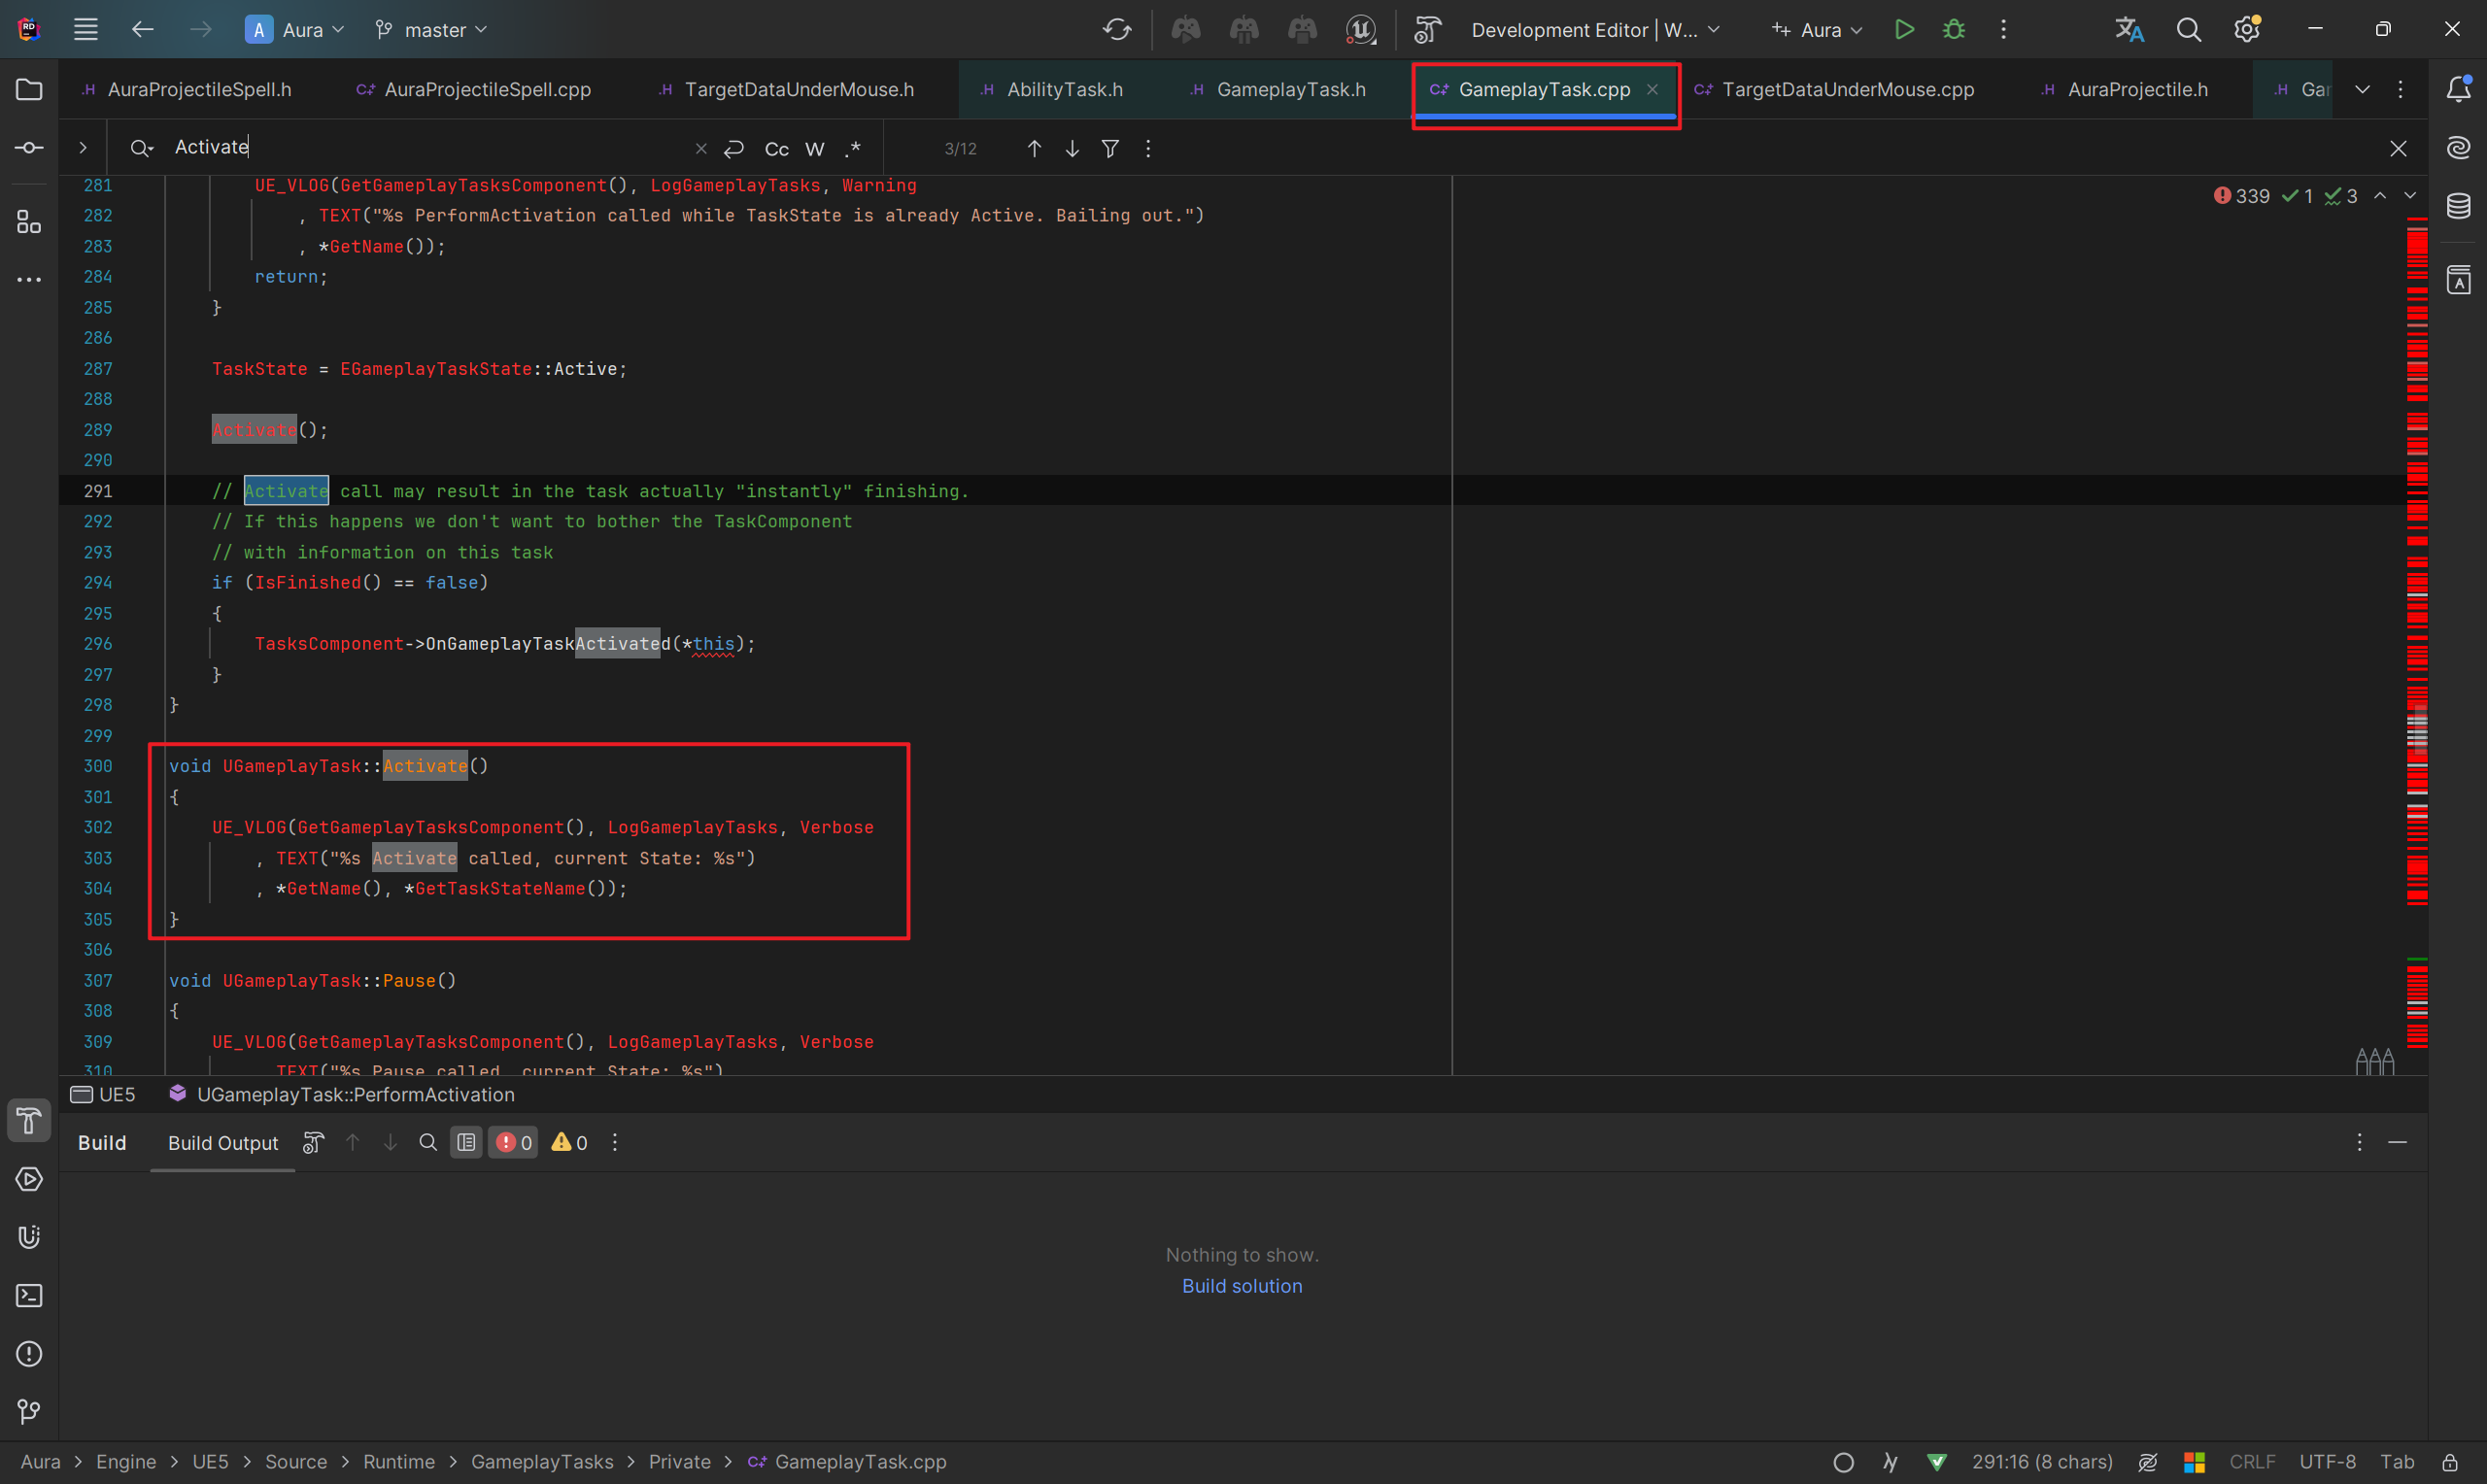 A Aura master Development Editor | W... Aura
AuraProjectileSpell.h AuraProjectileSpell.cpp TargetDataUnderMouse.h AbilityTask.h GameplayTask.h GameplayTask.cpp TargetDataUnderMouse.cpp AuraProjectile.h
Activate Cc W .* 3/12
339 1 3
281 UE_VLOG(GetGameplayTasksComponent(), LogGameplayTasks, Warning
282 , TEXT("%s PerformActivation called while TaskState is already Active. Bailing out.")
283 , *GetName());
284 return;
285 }
286
287 TaskState = EGameplayTaskState::Active;
288
289 Activate();
290
291 // Activate call may result in the task actually "instantly" finishing.
292 // If this happens we don't want to bother the TaskComponent
293 // with information on this task
294 if (IsFinished() == false)
295 {
296 TasksComponent->OnGameplayTaskActivated(*this);
297 }
298 }
299
300 void UGameplayTask::Activate()
301 {
302 UE_VLOG(GetGameplayTasksComponent(), LogGameplayTasks, Verbose
303 , TEXT("%s Activate called, current State: %s")
304 , *GetName(), *GetTaskStateName());
305 }
306
307 void UGameplayTask::Pause()
308 {
309 UE_VLOG(GetGameplayTasksComponent(), LogGameplayTasks, Verbose
310 TEXT("%s Pause called, current State: %s")
UE5 UGameplayTask::PerformActivation
Build Build Output 0 0
Nothing to show.
Build solution
Aura > Engine > UE5 > Source > Runtime > GameplayTasks > Private > GameplayTask.cpp 291:16 (8 chars) CRLF UTF-8 Tab